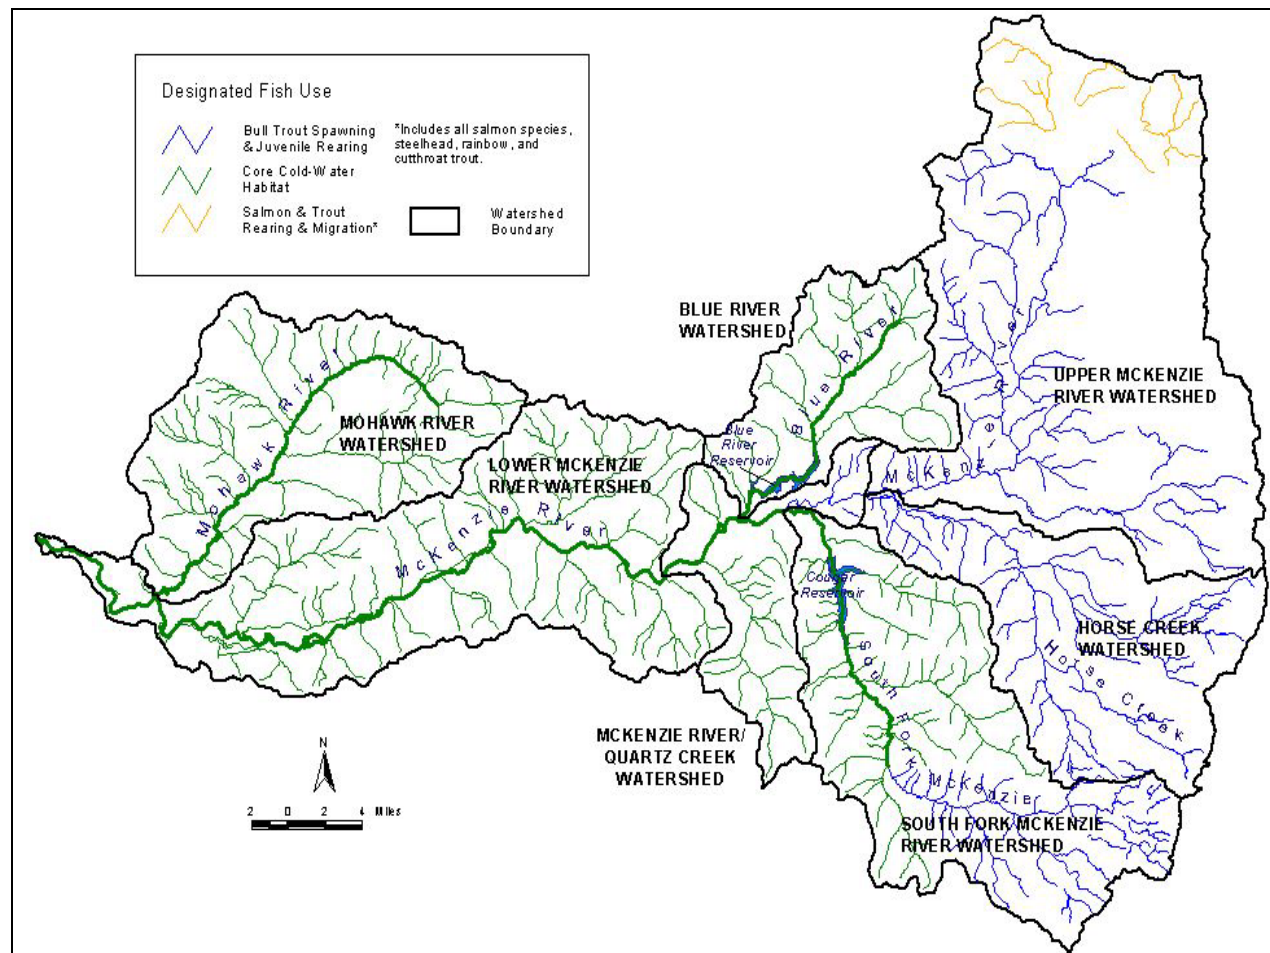 Designated Fish Use
Bull Trout Spawning
& Juvenile Rearing
Core Cold-Water
Habitat
Salmon & Trout
Rearing & Migration*
*Includes all salmon species,
steelhead, rainbow, and
cutthroat trout.
Watershed
Boundary
BLUE RIVER
WATERSHED
Blue River
Blue
River
Reservoir
UPPER MCKENZIE
RIVER WATERSHED
McKenzie River
Mohawk River
MOHAWK RIVER
WATERSHED
LOWER MCKENZIE
RIVER WATERSHED
McKenzie River
Cougar
Reservoir
HORSE CREEK
WATERSHED
Horse Creek
South Fork McKenzier
MCKENZIE RIVER/
QUARTZ CREEK
WATERSHED
SOUTH FORK MCKENZIE
RIVER WATERSHED
N
2 0 2 4 Miles